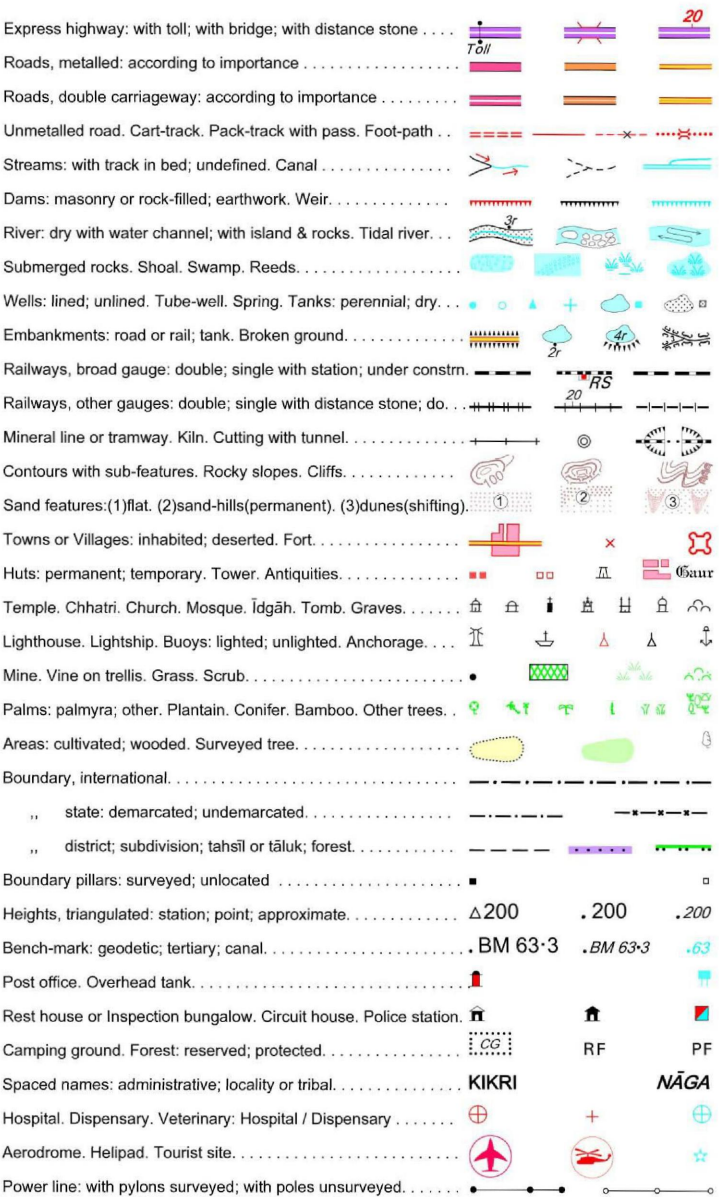 20
Express highway: with toll; with bridge; with distance stone . . . .
Toll
Roads, metalled: according to importance . . . . . . . . . . . . . . . . .
Roads, double carriageway: according to importance . . . . . . . . .
Unmetalled road. Cart-track. Pack-track with pass. Foot-path . .
Streams: with track in bed; undefined. Canal . . . . . . . . . . . . . . .
Dams: masonry or rock-filled; earthwork. Weir. . . . . . . . . . . . . .
3r
River: dry with water channel; with island & rocks. Tidal river. . .
Submerged rocks. Shoal. Swamp. Reeds. . . . . . . . . . . . . . . . . .
Wells: lined; unlined. Tube-well. Spring. Tanks: perennial; dry. . .
Embankments: road or rail; tank. Broken ground. . . . . . . . . . . . 4r
2r
Railways, broad gauge: double; single with station; under constrn.
RS
20
Railways, other gauges: double; single with distance stone; do. . .
Mineral line or tramway. Kiln. Cutting with tunnel. . . . . . . . . . . . .
Contours with sub-features. Rocky slopes. Cliffs. . . . . . . . . . . . .
Sand features:(1)flat. (2)sand-hills(permanent). (3)dunes(shifting). 1 2 3
Towns or Villages: inhabited; deserted. Fort. . . . . . . . . . . . . . . . .
Huts: permanent; temporary. Tower. Antiquities. . . . . . . . . . . . . . Gaur
Temple. Chhatri. Church. Mosque. Īdgāh. Tomb. Graves. . . . . . .
Lighthouse. Lightship. Buoys: lighted; unlighted. Anchorage. . . .
Mine. Vine on trellis. Grass. Scrub. . . . . . . . . . . . . . . . . . . . . . . .
Palms: palmyra; other. Plantain. Conifer. Bamboo. Other trees. . .
Areas: cultivated; wooded. Surveyed tree. . . . . . . . . . . . . . . . . .
Boundary, international. . . . . . . . . . . . . . . . . . . . . . . . . . . . . . . . .
,, state: demarcated; undemarcated. . . . . . . . . . . . . . . . . .
,, district; subdivision; tahsīl or tāluk; forest. . . . . . . . . . . . .
Boundary pillars: surveyed; unlocated . . . . . . . . . . . . . . . . . . . .
Heights, triangulated: station; point; approximate. . . . . . . . . . . . . △200 .200 .200
Bench-mark: geodetic; tertiary; canal. . . . . . . . . . . . . . . . . . . . . . .BM 63·3 .BM 63·3 .63
Post office. Overhead tank. . . . . . . . . . . . . . . . . . . . . . . . . . . . . .
Rest house or Inspection bungalow. Circuit house. Police station.
Camping ground. Forest: reserved; protected. . . . . . . . . . . . . . . CG RF PF
Spaced names: administrative; locality or tribal. . . . . . . . . . . . . . KIKRI NĀGA
Hospital. Dispensary. Veterinary: Hospital / Dispensary . . . . . . .
Aerodrome. Helipad. Tourist site. . . . . . . . . . . . . . . . . . . . . . . . .
Power line: with pylons surveyed; with poles unsurveyed. . . . . . .